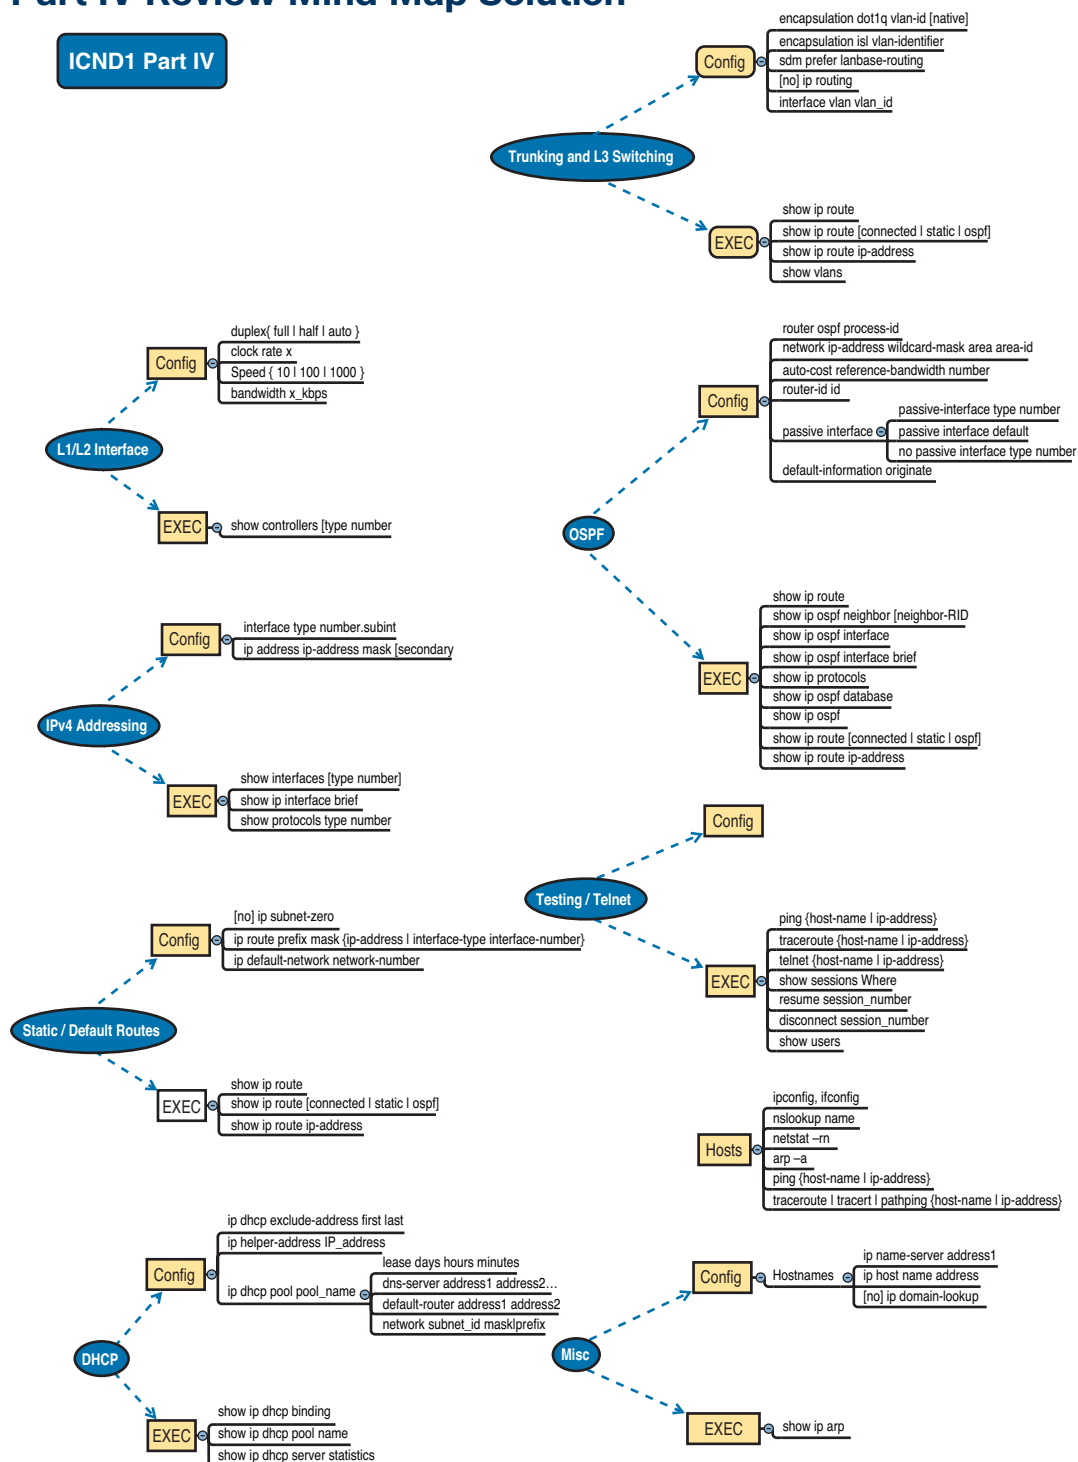 Part IV Review Mind Map Solution
ICND1 Part IV
Trunking and L3 Switching
Config
encapsulation dot1q vlan-id [native]
encapsulation isl vlan-identifier
sdm prefer lanbase-routing
[no] ip routing
interface vlan vlan_id
EXEC
show ip route
show ip route [connected | static | ospf]
show ip route ip-address
show vlans
L1/L2 Interface
Config
duplex{ full | half | auto }
clock rate x
Speed { 10 | 100 | 1000 }
bandwidth x_kbps
EXEC
show controllers [type number
OSPF
Config
router ospf process-id
network ip-address wildcard-mask area area-id
auto-cost reference-bandwidth number
router-id id
passive interface
passive-interface type number
passive interface default
no passive interface type number
default-information originate
EXEC
show ip route
show ip ospf neighbor [neighbor-RID
show ip ospf interface
show ip ospf interface brief
show ip protocols
show ip ospf database
show ip ospf
show ip route [connected | static | ospf]
show ip route ip-address
IPv4 Addressing
Config
interface type number.subint
ip address ip-address mask [secondary
EXEC
show interfaces [type number]
show ip interface brief
show protocols type number
Testing / Telnet
Config
EXEC
ping {host-name | ip-address}
traceroute {host-name | ip-address}
telnet {host-name | ip-address}
show sessions Where
resume session_number
disconnect session_number
show users
Static / Default Routes
Config
[no] ip subnet-zero
ip route prefix mask {ip-address | interface-type interface-number}
ip default-network network-number
EXEC
show ip route
show ip route [connected | static | ospf]
show ip route ip-address
Hosts
ipconfig, ifconfig
nslookup name
netstat –rn
arp –a
ping {host-name | ip-address}
traceroute | tracert | pathping {host-name | ip-address}
DHCP
Config
ip dhcp exclude-address first last
ip helper-address IP_address
ip dhcp pool pool_name
lease days hours minutes
dns-server address1 address2…
default-router address1 address2
network subnet_id mask|prefix
EXEC
show ip dhcp binding
show ip dhcp pool name
show ip dhcp server statistics
Misc
Config
Hostnames
ip name-server address1
ip host name address
[no] ip domain-lookup
EXEC
show ip arp